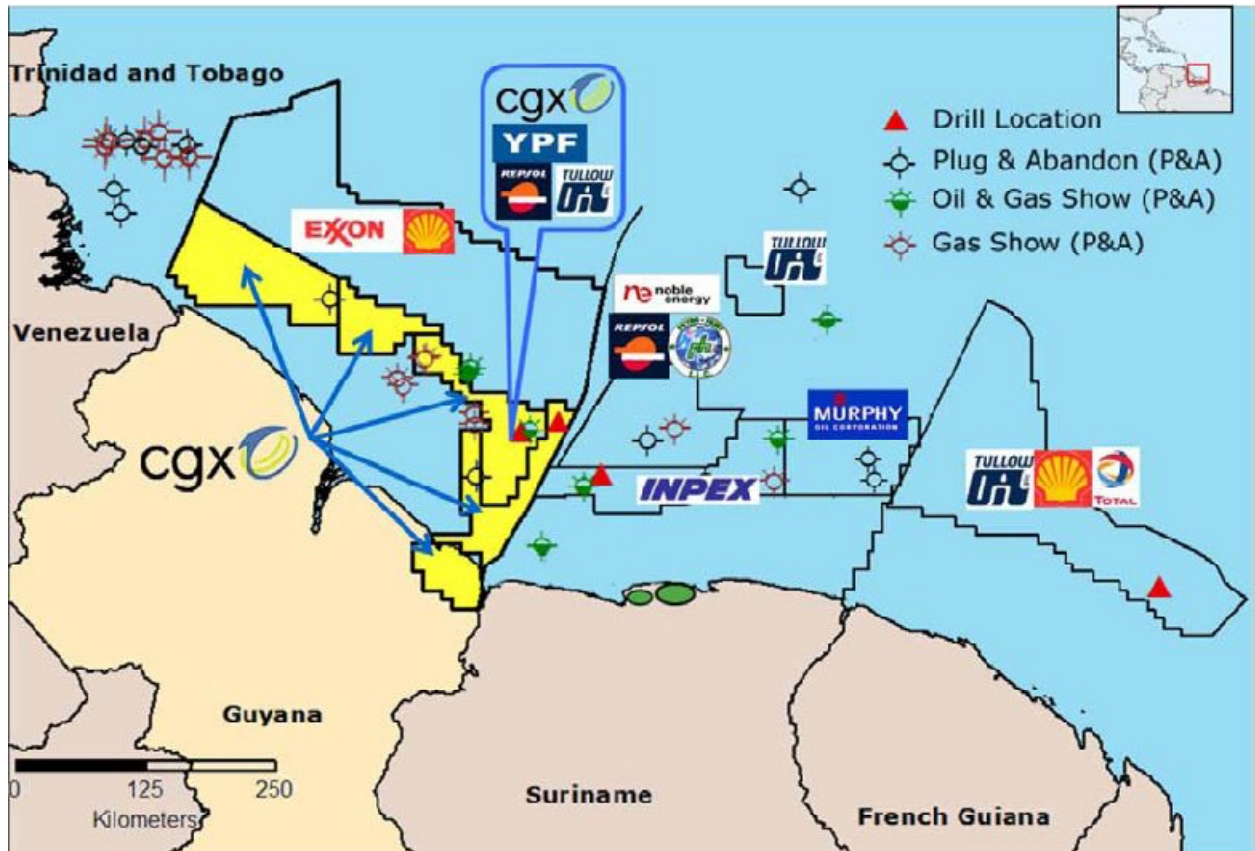 Trinidad and Tobago
cgx
YPF
REPSOL
TULLOW
OIL
Drill Location
Plug & Abandon (P&A)
Oil & Gas Show (P&A)
Gas Show (P&A)
EXXON
TULLOW
OIL
ne noble
energy
REPSOL
Venezuela
MURPHY
OIL CORPORATION
cgx
INPEX
TULLOW
OIL
TOTAL
Guyana
Suriname
French Guiana
0 125 250
Kilometers